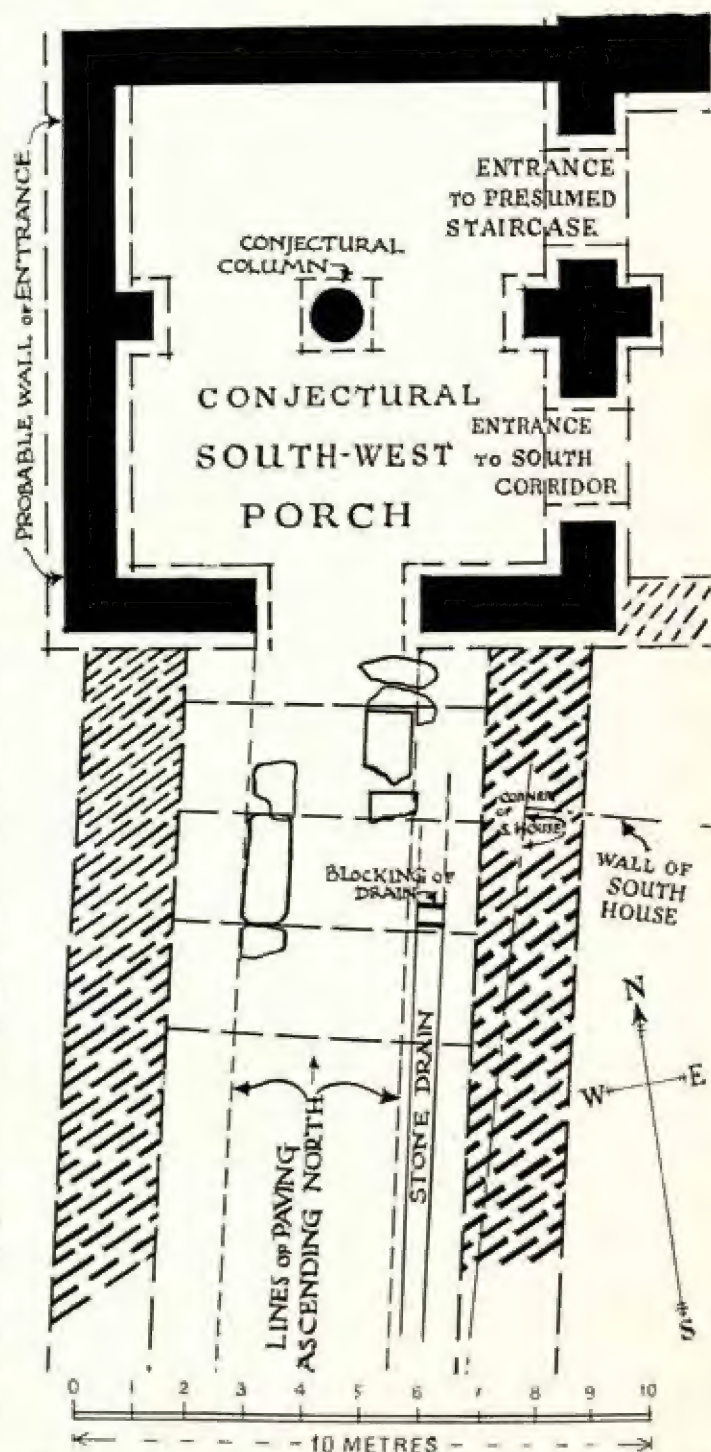 PROBABLE WALL OF ENTRANCE
ENTRANCE
TO PRESUMED
STAIRCASE
CONJECTURAL
COLUMN
CONJECTURAL
SOUTH-WEST
PORCH
ENTRANCE
TO SOUTH
CORRIDOR
CORNER
OF
S. HOUSE
WALL OF
SOUTH
HOUSE
BLOCKING OF
DRAIN
STONE DRAIN
LINES OF PAVING
ASCENDING NORTH
N
W E
S
0 1 2 3 4 5 6 7 8 9 10
10 METRES